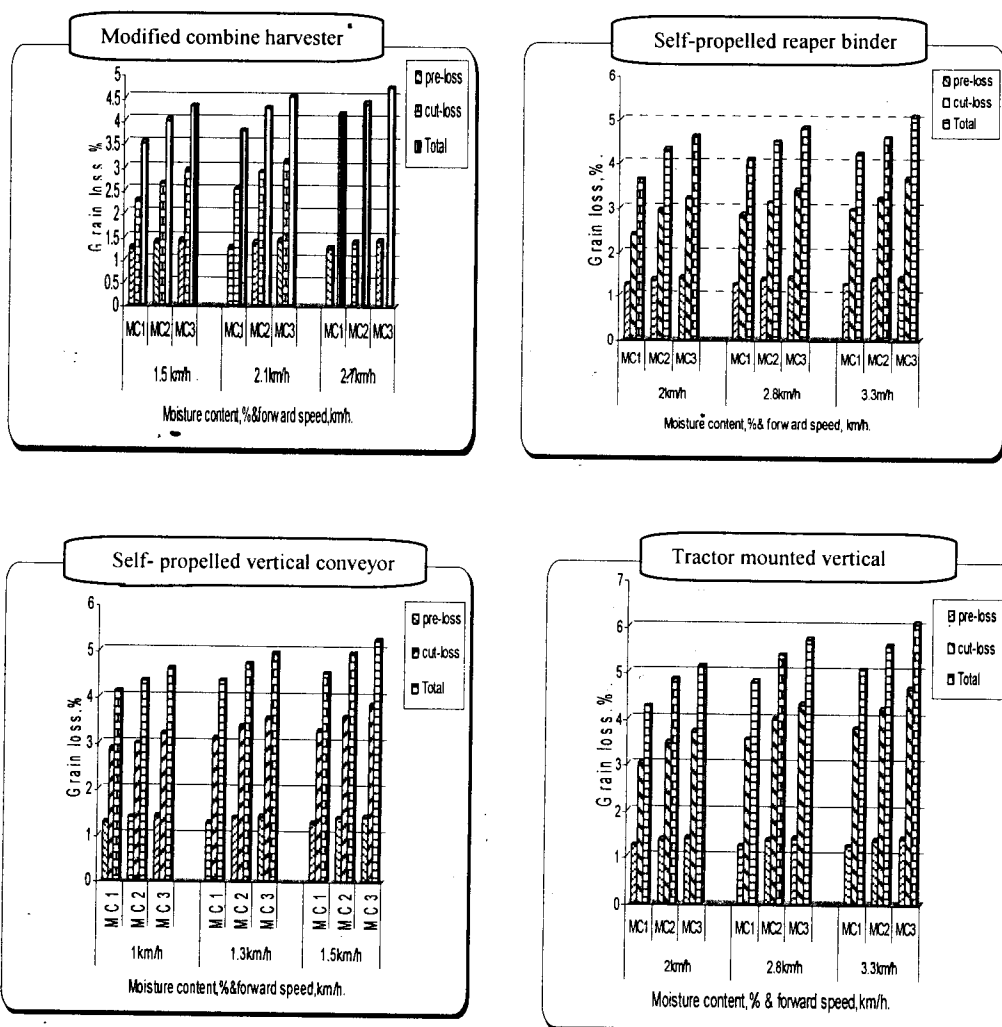 Modified combine harvester
5
4.5
4
3.5
3
2.5
2
1.5
1
0.5
0
Grain loss %
pre-loss
cut-loss
Total
MC1 MC2 MC3 MC1 MC2 MC3 MC1 MC2 MC3
1.5 km/h 2.1km/h 2.7km/h
Moisture content,%&forward speed,km/h.
Self-propelled reaper binder
6
5
4
3
2
1
0
Grain loss,%.
pre-loss
cut-loss
Total
MC1 MC2 MC3 MC1 MC2 MC3 MC1 MC2 MC3
2km/h 2.8km/h 3.3m/h
Moisture content,%& forward speed, km/h.
Self- propelled vertical conveyor
6
5
4
3
2
1
0
Grain loss.%
pre-loss
cut-loss
Total
MC1 MC2 MC3 MC1 MC2 MC3 MC1 MC2 MC3
1km/h 1.3km/h 1.5km/h
Moisture content,%&forward speed,km/h.
Tractor mounted vertical
7
6
5
4
3
2
1
0
Grain loss,%
pre-loss
cut-loss
Total
MC1 MC2 MC3 MC1 MC2 MC3 MC1 MC2 MC3
2km/h 2.8km/h 3.3km/h
Moisture content,% & forward speed,km/h.